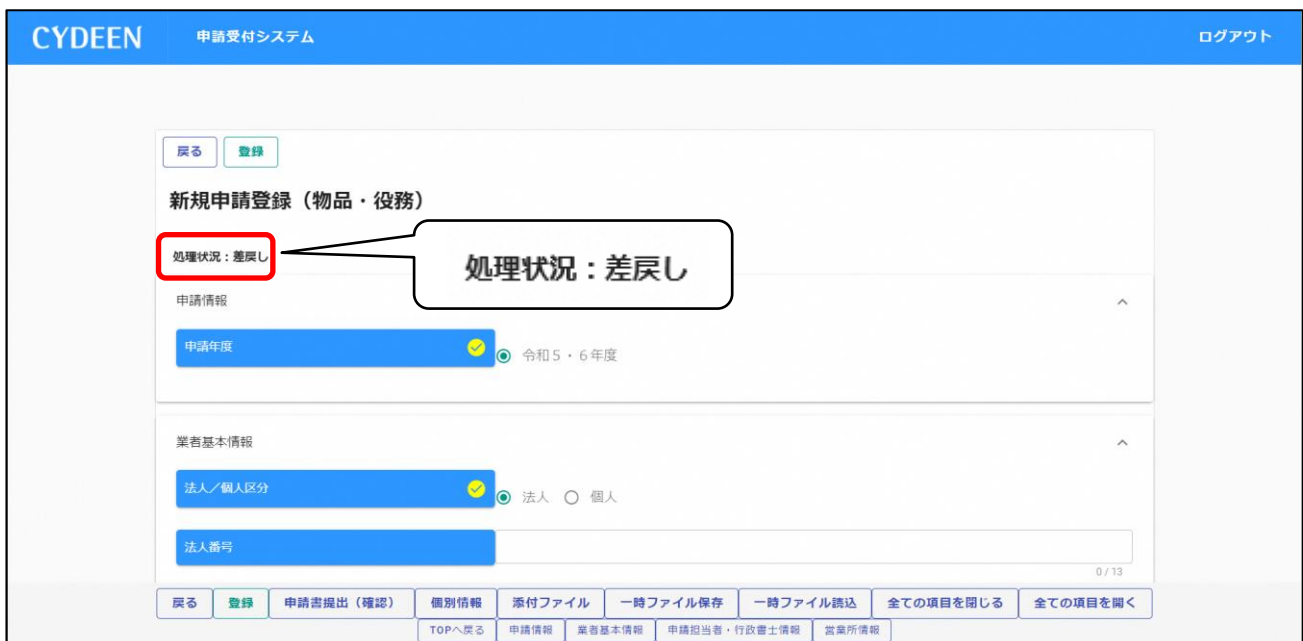 CYDEEN 申請受付システム ログアウト
戻る 登録
新規申請登録（物品・役務）
処理状況：差戻し
処理状況：差戻し
申請情報
申請年度 令和５・６年度
業者基本情報
法人／個人区分 法人 個人
法人番号
0 / 13
戻る 登録 申請書提出（確認） 個別情報 添付ファイル 一時ファイル保存 一時ファイル読込 全ての項目を閉じる 全ての項目を開く
TOPへ戻る 申請情報 業者基本情報 申請担当者・行政書士情報 営業所情報